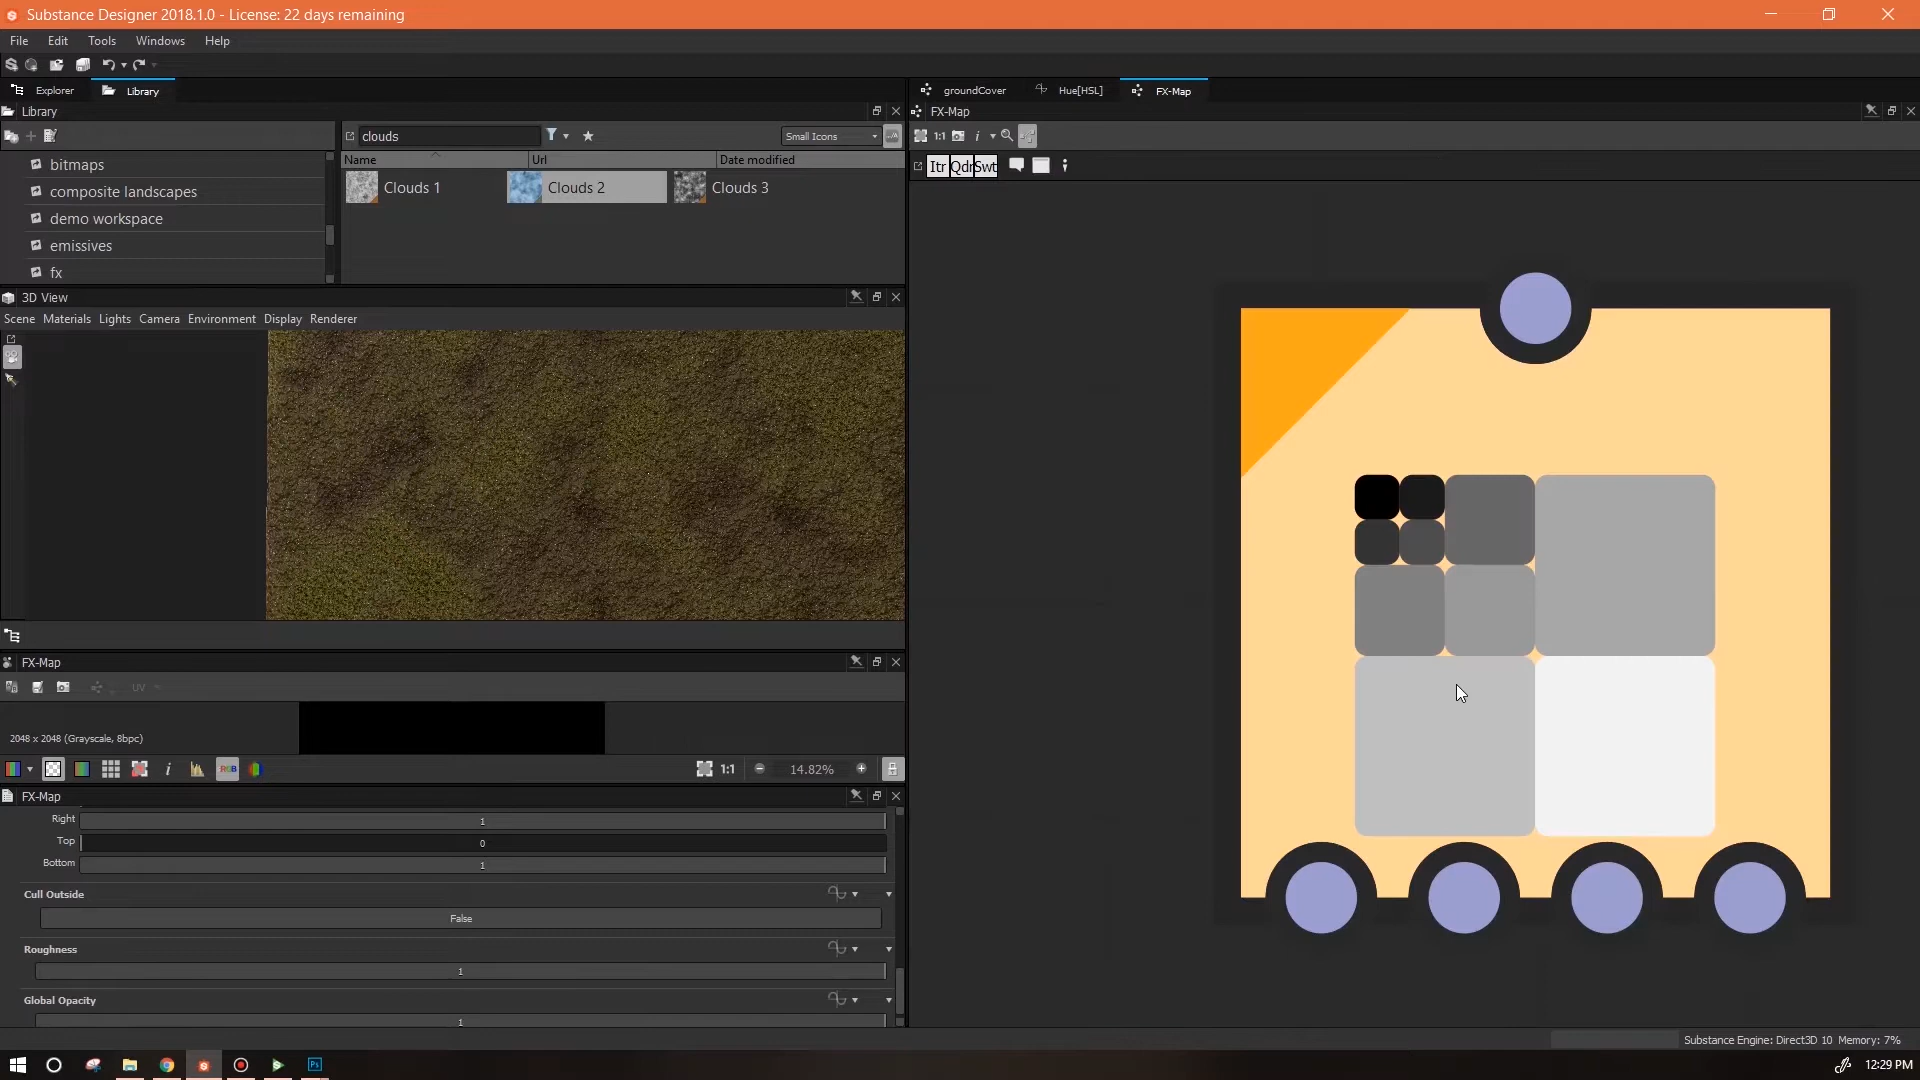 Substance Designer 2018.1.0 - License: 22 days remaining
File Edit Tools Windows Help
Explorer Library
Library
clouds
Small Icons
Name Url Date modified
bitmaps
composite landscapes
demo workspace
emissives
fx
Clouds 1 Clouds 2 Clouds 3
3D View
Scene Materials Lights Camera Environment Display Renderer
FX-Map
UV
2048 x 2048 (Grayscale, 8bpc)
RGB
1:1
14.82%
FX-Map
Right 1
Top 0
Bottom 1
Cull Outside
False
Roughness
1
Global Opacity
1
groundCover Hue[HSL] FX-Map
FX-Map
1:1
Itr Qdr Swt
Substance Engine: Direct3D 10 Memory: 7%
Ps
12:29 PM